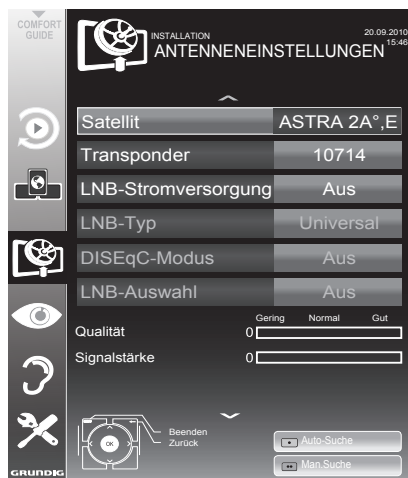 COMFORT
GUIDE
INSTALLATION
20.09.2010
ANTENNENEINSTELLUNGEN
15:46
Satellit ASTRA 2A°,E
Transponder 10714
LNB-Stromversorgung Aus
LNB-Typ Universal
DISEqC-Modus Aus
LNB-Auswahl Aus
Gering Normal Gut
Qualität 0
Signalstärke 0
Beenden
Zurück
OK
Auto-Suche
Man.Suche
GRUNDIG